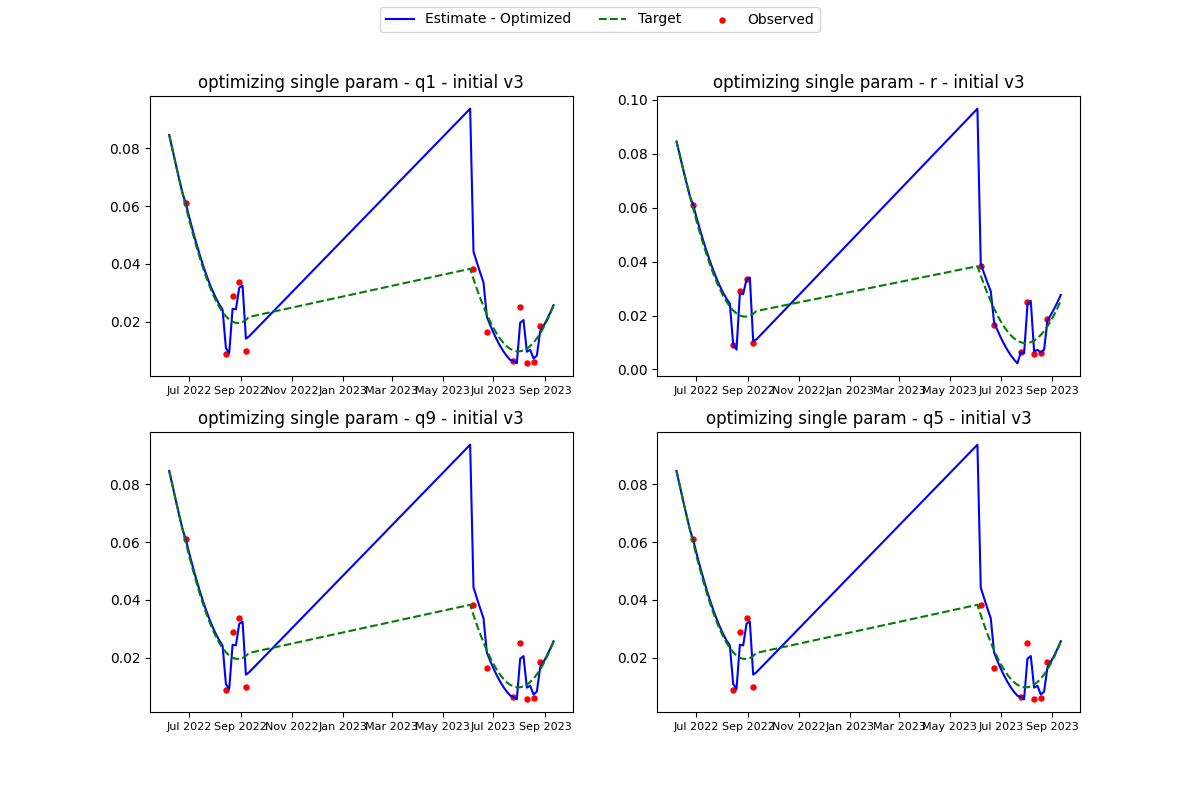 Estimate - Optimized Target Observed
optimizing single param - q1 - initial v3
0.08
0.06
0.04
0.02
Jul 2022 Sep 2022 Nov 2022 Jan 2023 Mar 2023 May 2023 Jul 2023 Sep 2023
optimizing single param - r - initial v3
0.10
0.08
0.06
0.04
0.02
0.00
Jul 2022 Sep 2022 Nov 2022 Jan 2023 Mar 2023 May 2023 Jul 2023 Sep 2023
optimizing single param - q9 - initial v3
0.08
0.06
0.04
0.02
Jul 2022 Sep 2022 Nov 2022 Jan 2023 Mar 2023 May 2023 Jul 2023 Sep 2023
optimizing single param - q5 - initial v3
0.08
0.06
0.04
0.02
Jul 2022 Sep 2022 Nov 2022 Jan 2023 Mar 2023 May 2023 Jul 2023 Sep 2023